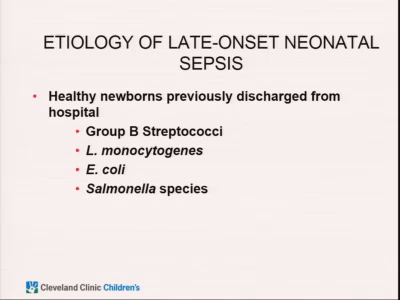 ETIOLOGY OF LATE-ONSET NEONATAL
SEPSIS
• Healthy newborns previously discharged from
hospital
• Group B Streptococci
• L. monocytogenes
• E. coli
• Salmonella species
Cleveland Clinic Children's